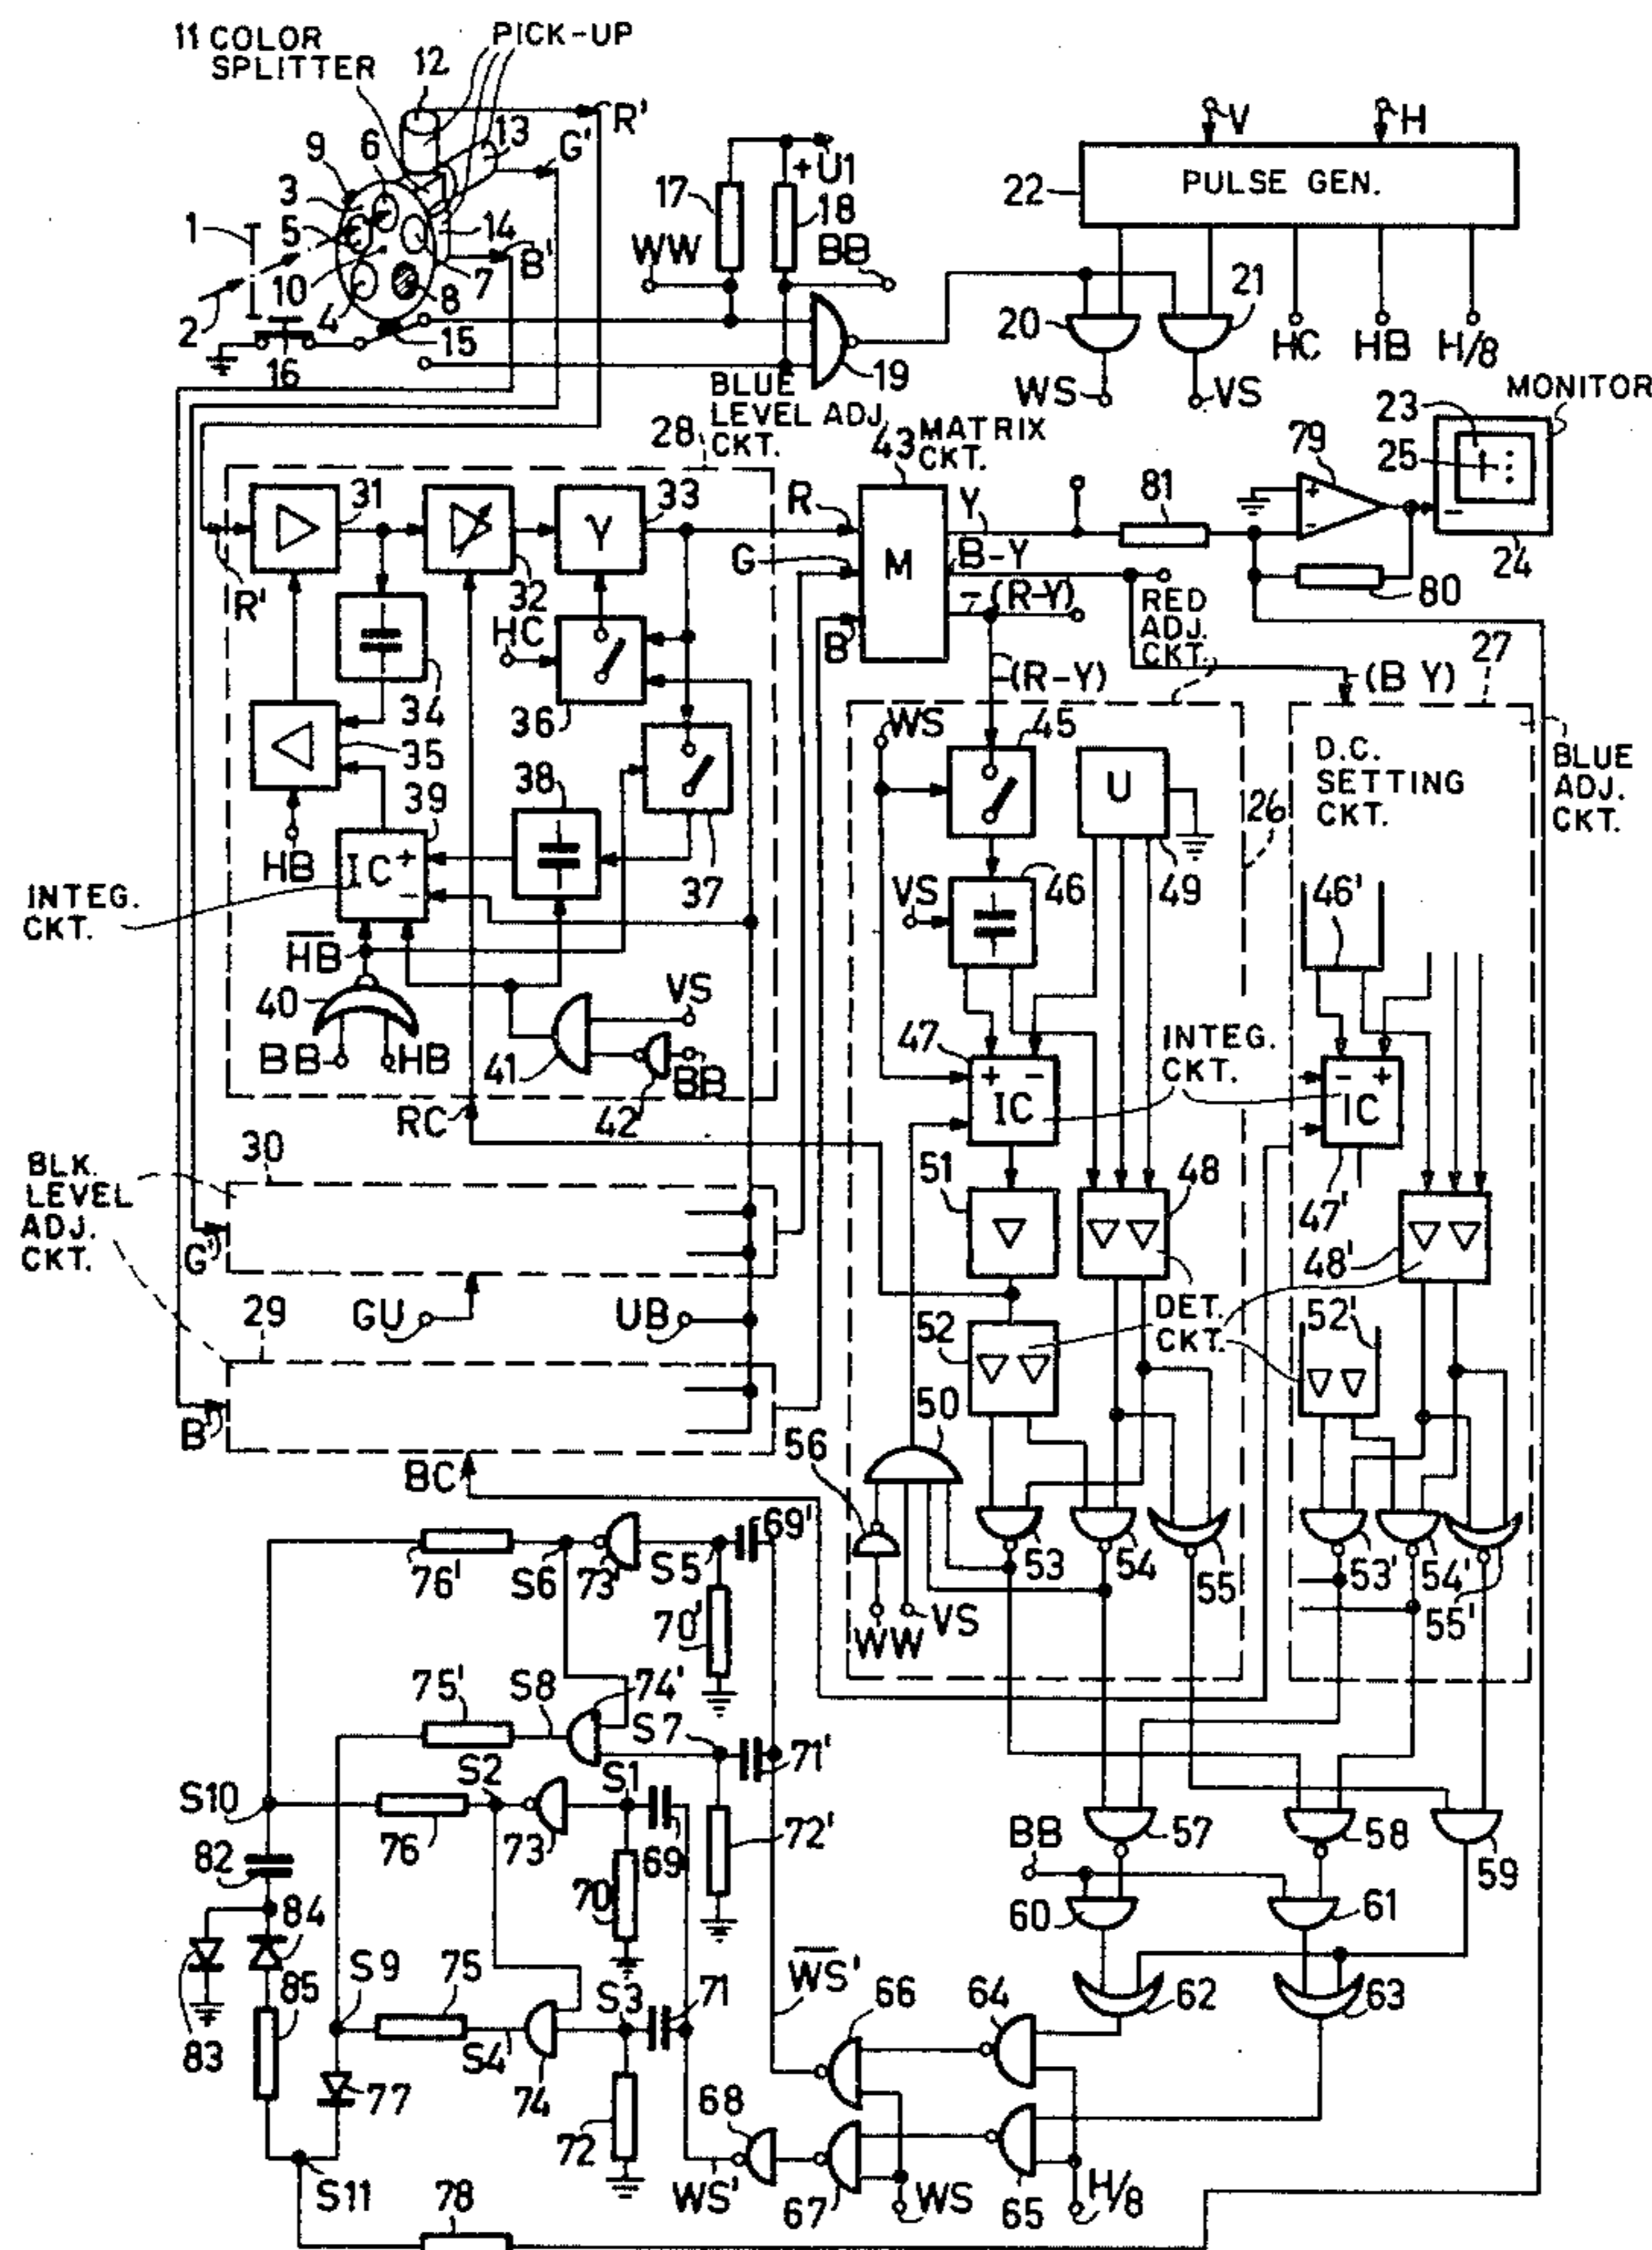 11 COLOR
SPLITTER
PICK-UP
12
R'
13
G'
9
6
3
1
5
14
B'
10
7
2
4
8
15
16
+U1
17
18
WW
BB
19
V
H
22
PULSE GEN.
20
21
HC
HB
H/8
WS
VS
MONITOR
23
25
24
79
81
80
BLUE
LEVEL ADJ.
CKT.
28
43
MATRIX
CKT.
31
33
γ
32
R'
HC
34
36
35
38
39
37
HB
IC
+
-
INTEG.
CKT.
HB
40
BB
HB
VS
41
42
BB
RC
R
G
B
M
Y
B-Y
-(R-Y)
RED
ADJ.
CKT.
(R-Y)
(B Y)
27
WS
45
U
49
26
D.C.
SETTING
CKT.
BLUE
ADJ.
CKT.
VS
46
46'
47
+ -
IC
INTEG.
CKT.
- +
IC
47'
51
48
48'
DET.
CKT.
52
52'
50
56
53
54
55
53'
54'
55'
WW
VS
30
BLK.
LEVEL
ADJ.
CKT.
G'
GU
UB
29
B
BC
69'
76'
S6
73'
S5
70'
75'
S8
74'
S7
71'
S10
S2
S1
76
73
69
72'
70
82
84
83
85
S9
75
S4
74
S3
71
77
72
S11
78
WS'
WS'
68
66
67
64
65
WS
H/8
BB
57
58
59
60
61
62
63